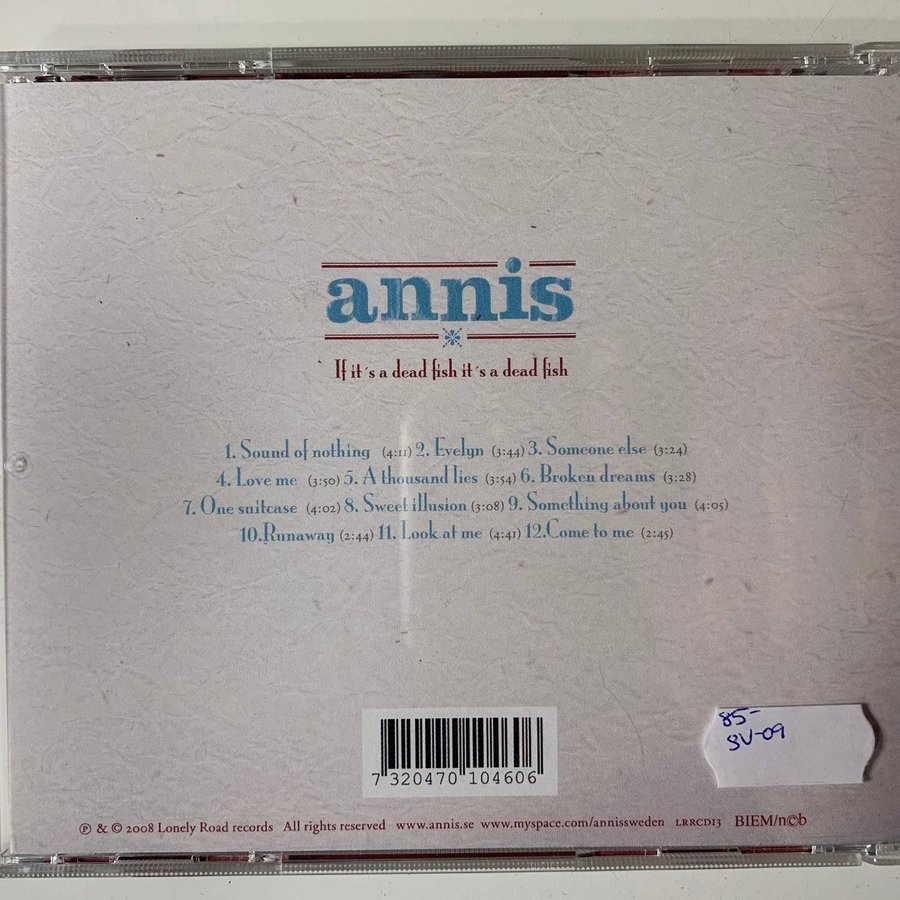 annis
If it´s a dead fish it´s a dead fish
1. Sound of nothing (4:11) 2. Evelyn (3:44) 3. Someone else (3:24)
4. Love me (3:50) 5. A thousand lies (3:54) 6. Broken dreams (3:28)
7. One suitcase (4:02) 8. Sweet illusion (3:08) 9. Something about you (4:05)
10.Runaway (2:44) 11. Look at me (4:41) 12.Come to me (2:45)
85-
SV-09
7 320470 104606
℗ & © 2008 Lonely Road records All rights reserved www.annis.se www.myspace.com/annissweden LRRCD13 BIEM/n©b